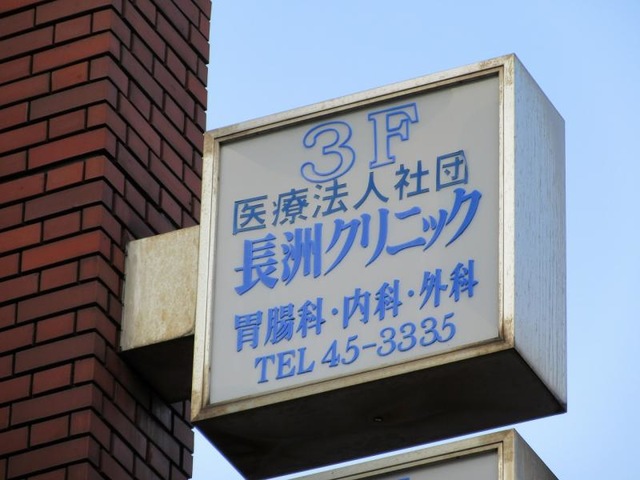 3F
医療法人社団
長洲クリニック
胃腸科・内科・外科
TEL 45-3335